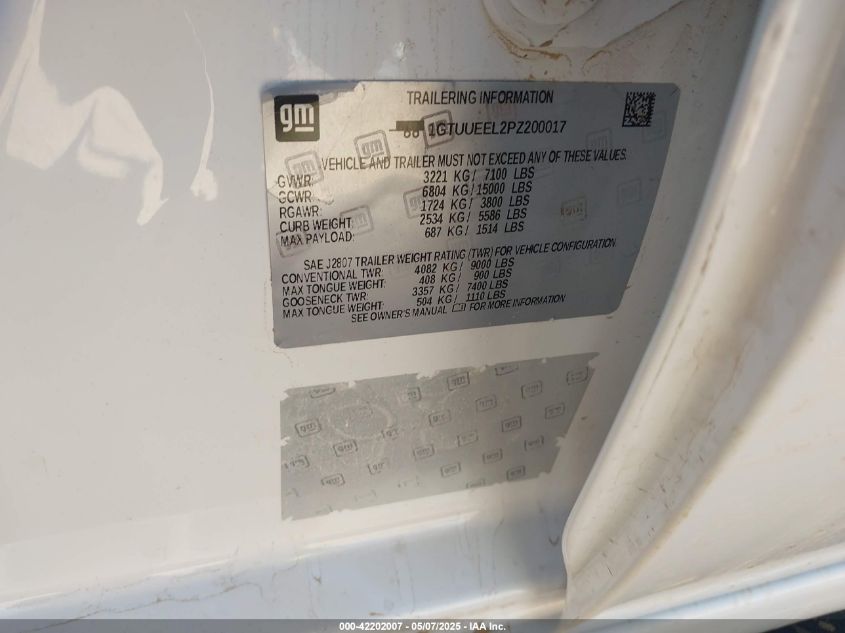 gm
TRAILERING INFORMATION
1GTUUEEL2PZ200017
VEHICLE AND TRAILER MUST NOT EXCEED ANY OF THESE VALUES.
GVWR: 3221 KG / 7100 LBS
GCWR: 6804 KG / 15000 LBS
RGAWR: 1724 KG / 3800 LBS
CURB WEIGHT: 2534 KG / 5586 LBS
MAX PAYLOAD: 687 KG / 1514 LBS
SAE J2807 TRAILER WEIGHT RATING (TWR) FOR VEHICLE CONFIGURATION.
CONVENTIONAL TWR: 4082 KG / 9000 LBS
MAX TONGUE WEIGHT: 408 KG / 900 LBS
GOOSENECK TWR: 3357 KG / 7400 LBS
MAX TONGUE WEIGHT: 504 KG / 1110 LBS
SEE OWNER'S MANUAL FOR MORE INFORMATION
000-42202007 - 05/07/2025 - IAA Inc.